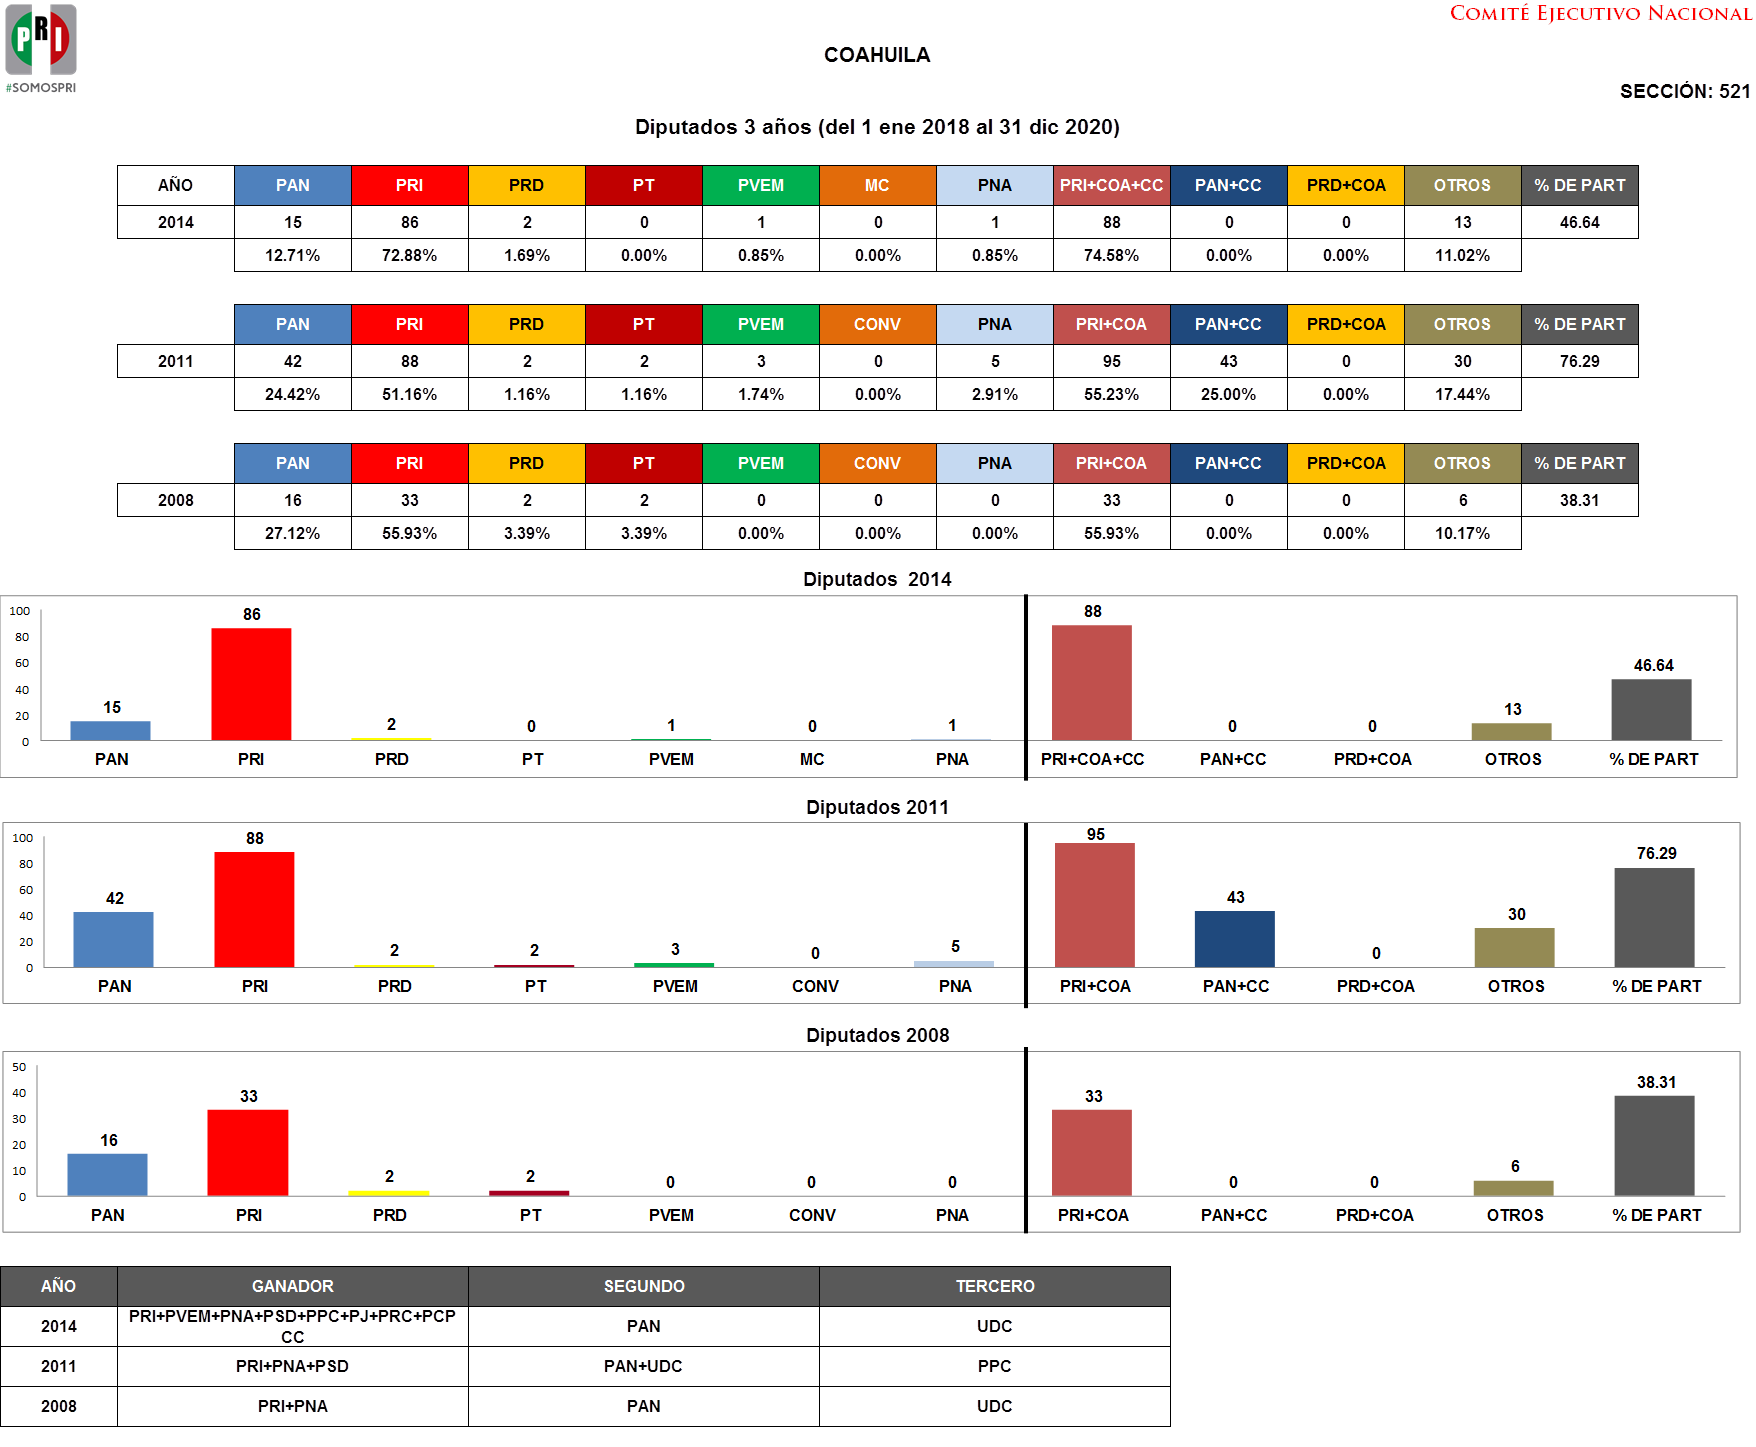 PRI
#SOMOSPRI
COMITÉ EJECUTIVO NACIONAL
COAHUILA
SECCIÓN: 521
Diputados 3 años (del 1 ene 2018 al 31 dic 2020)
AÑO PAN PRI PRD PT PVEM MC PNA PRI+COA+CC PAN+CC PRD+COA OTROS % DE PART
2014 15 86 2 0 1 0 1 88 0 0 13 46.64
12.71% 72.88% 1.69% 0.00% 0.85% 0.00% 0.85% 74.58% 0.00% 0.00% 11.02%
PAN PRI PRD PT PVEM CONV PNA PRI+COA PAN+CC PRD+COA OTROS % DE PART
2011 42 88 2 2 3 0 5 95 43 0 30 76.29
24.42% 51.16% 1.16% 1.16% 1.74% 0.00% 2.91% 55.23% 25.00% 0.00% 17.44%
PAN PRI PRD PT PVEM CONV PNA PRI+COA PAN+CC PRD+COA OTROS % DE PART
2008 16 33 2 2 0 0 0 33 0 0 6 38.31
27.12% 55.93% 3.39% 3.39% 0.00% 0.00% 0.00% 55.93% 0.00% 0.00% 10.17%
Diputados 2014
100
80
60
40
20
0
15 86 2 0 1 0 1 88 0 0 13 46.64
PAN PRI PRD PT PVEM MC PNA PRI+COA+CC PAN+CC PRD+COA OTROS % DE PART
Diputados 2011
100
80
60
40
20
0
42 88 2 2 3 0 5 95 43 0 30 76.29
PAN PRI PRD PT PVEM CONV PNA PRI+COA PAN+CC PRD+COA OTROS % DE PART
Diputados 2008
50
40
30
20
10
0
16 33 2 2 0 0 0 33 0 0 6 38.31
PAN PRI PRD PT PVEM CONV PNA PRI+COA PAN+CC PRD+COA OTROS % DE PART
AÑO GANADOR SEGUNDO TERCERO
2014 PRI+PVEM+PNA+PSD+PPC+PJ+PRC+PCP CC PAN UDC
2011 PRI+PNA+PSD PAN+UDC PPC
2008 PRI+PNA PAN UDC